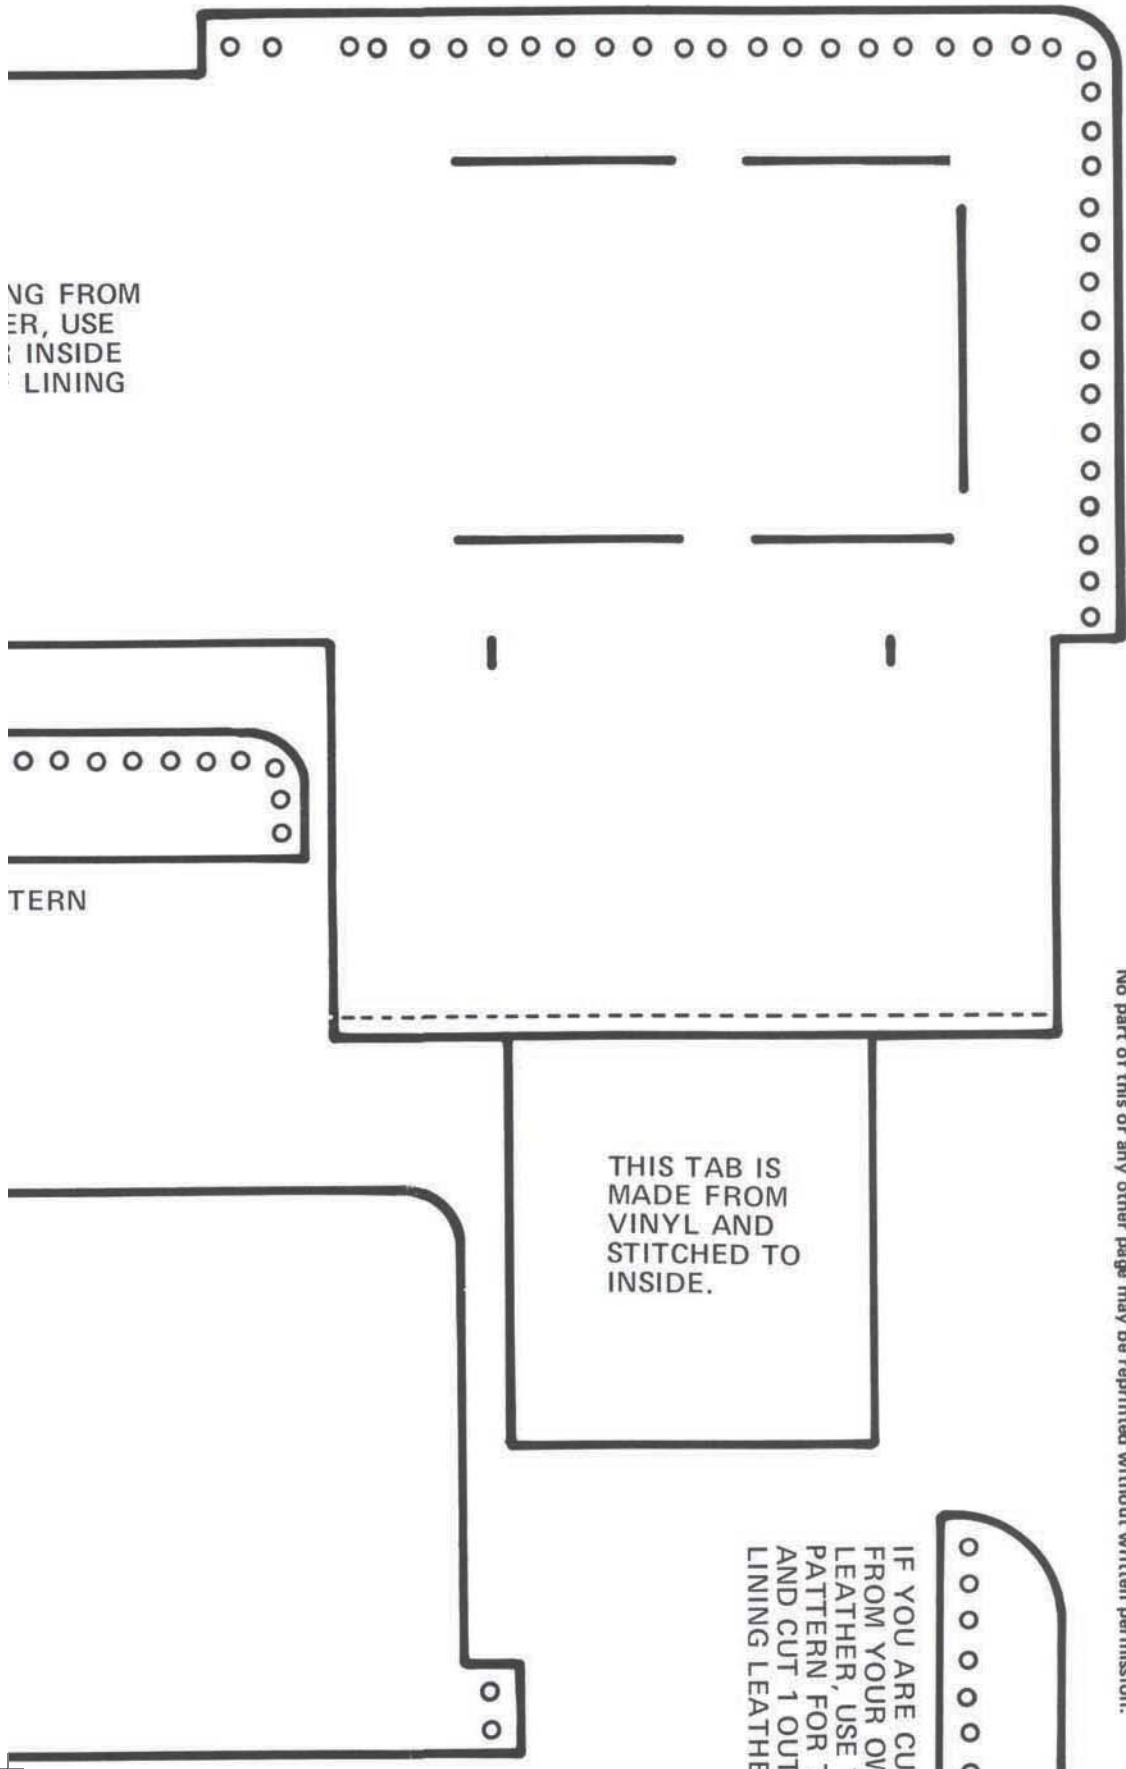 NG FROM
ER, USE
INSIDE
LINING
TERN
THIS TAB IS
MADE FROM
VINYL AND
STITCHED TO
INSIDE.
IF YOU ARE CU
FROM YOUR OW
LEATHER, USE
PATTERN FOR
AND CUT 1 OUT
LINING LEATHE
No part of this or any other page may be reprinted without written permission.